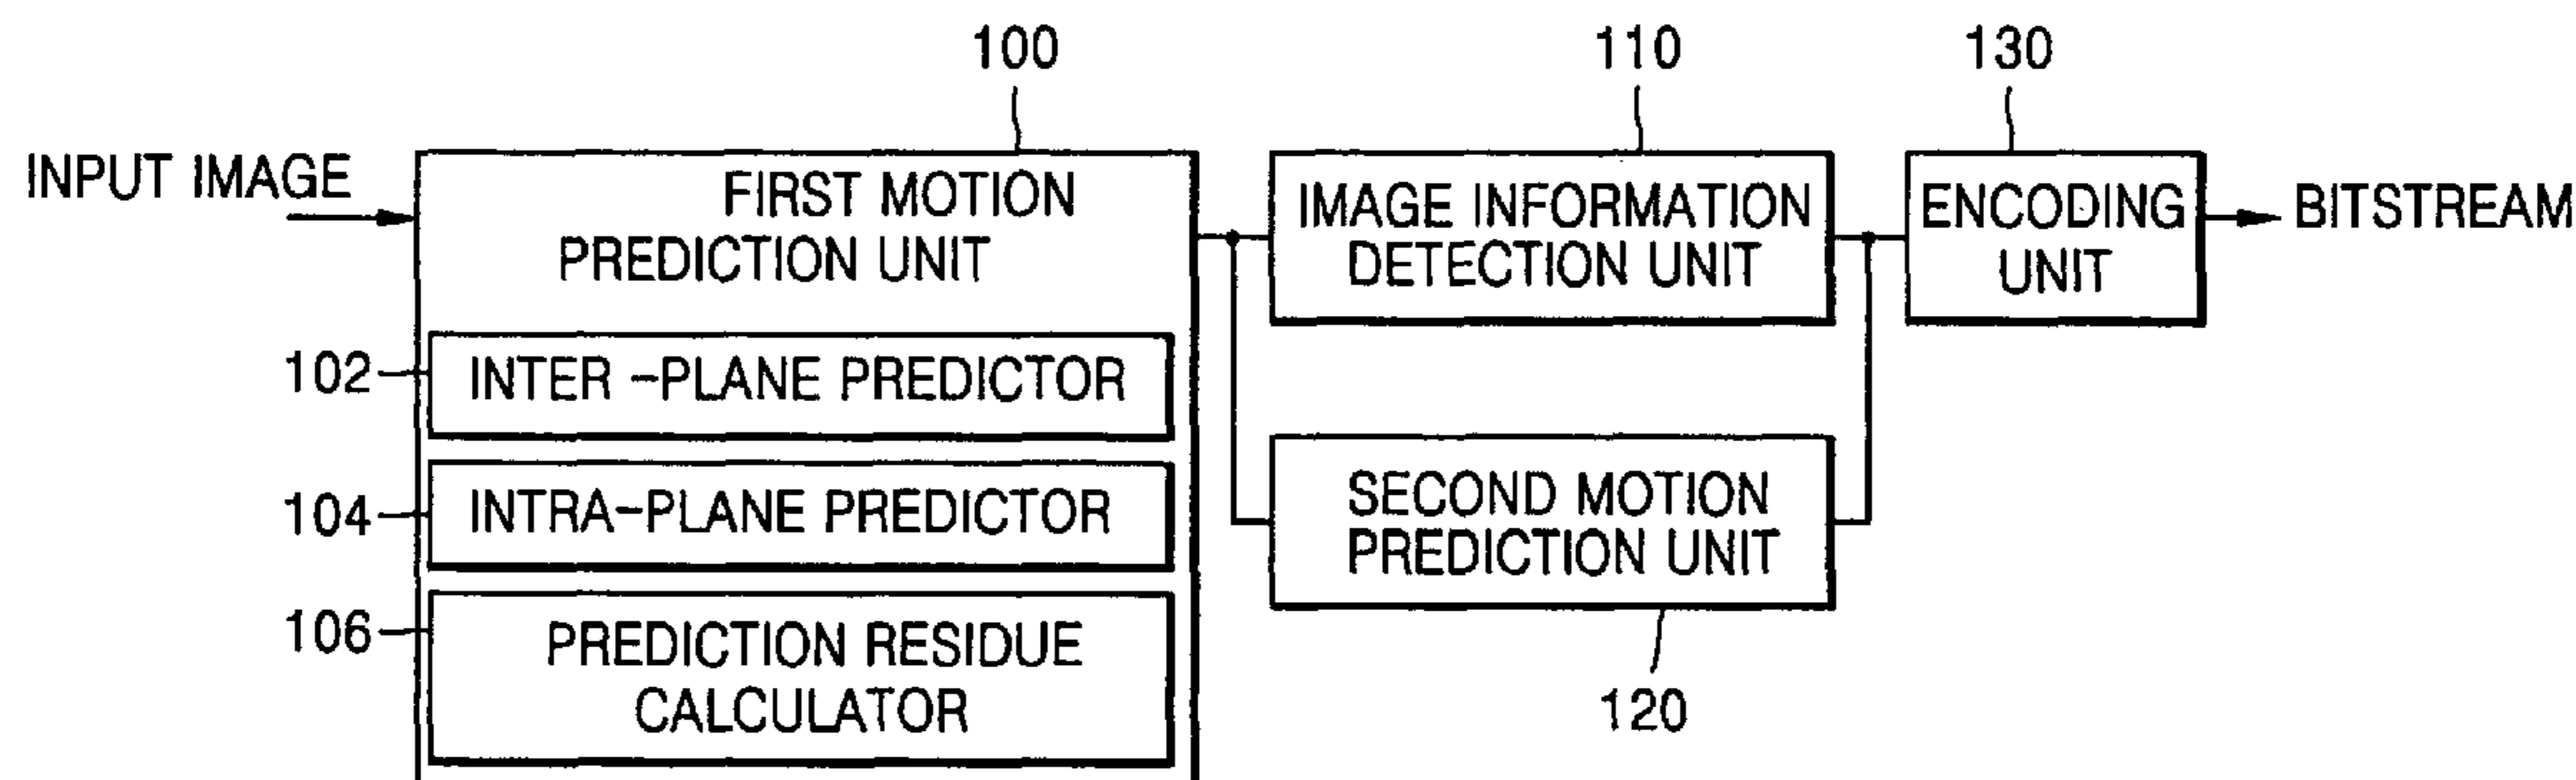 100
110
130
INPUT IMAGE
FIRST MOTION
PREDICTION UNIT
IMAGE INFORMATION
DETECTION UNIT
ENCODING
UNIT
BITSTREAM
102
INTER -PLANE PREDICTOR
104
INTRA-PLANE PREDICTOR
SECOND MOTION
PREDICTION UNIT
106
PREDICTION RESIDUE
CALCULATOR
120